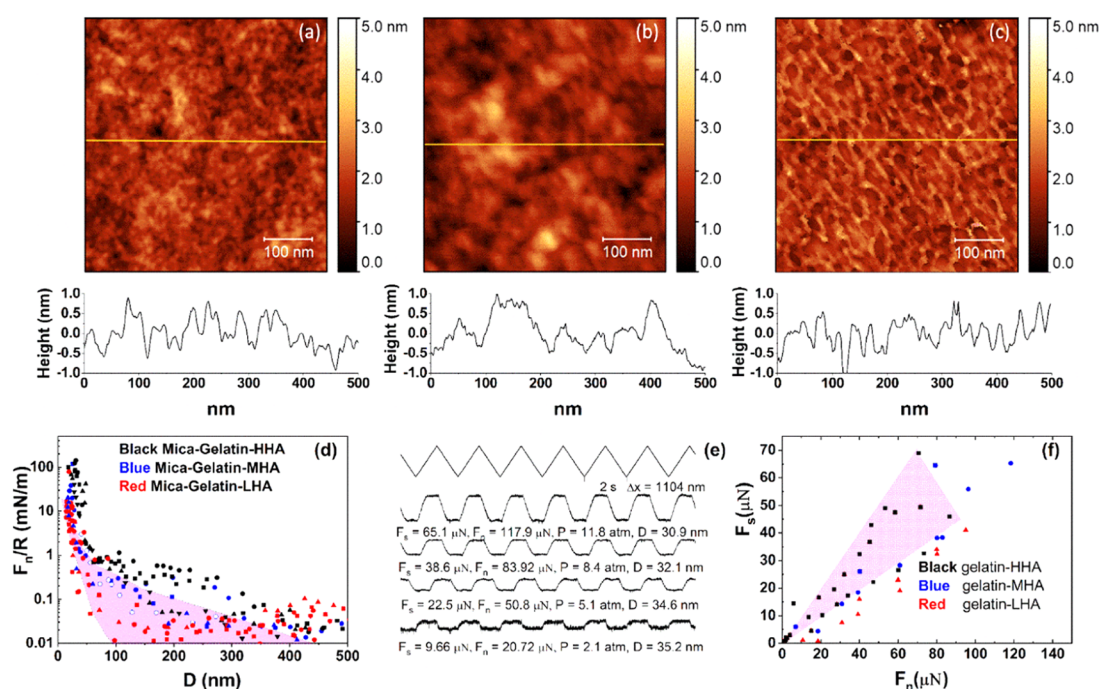 (a)
5.0 nm
4.0
3.0
2.0
1.0
0.0
100 nm
(b)
5.0 nm
4.0
3.0
2.0
1.0
0.0
100 nm
(c)
5.0 nm
4.0
3.0
2.0
1.0
0.0
100 nm
Height (nm)
1.0
0.5
0.0
-0.5
-1.0
0 100 200 300 400 500
nm
Height (nm)
1.0
0.5
0.0
-0.5
-1.0
0 100 200 300 400 500
nm
Height (nm)
1.0
0.5
0.0
-0.5
-1.0
0 100 200 300 400 500
nm
(d)
Black Mica-Gelatin-HHA
Blue Mica-Gelatin-MHA
Red Mica-Gelatin-LHA
Fn/R (mN/m)
100
10
1
0.1
0.01
0 100 200 300 400 500
D (nm)
(e)
2 s Δx = 1104 nm
Fs = 65.1 μN, Fn = 117.9 μN, P = 11.8 atm, D = 30.9 nm
Fs = 38.6 μN, Fn = 83.92 μN, P = 8.4 atm, D = 32.1 nm
Fs = 22.5 μN, Fn = 50.8 μN, P = 5.1 atm, D = 34.6 nm
Fs = 9.66 μN, Fn = 20.72 μN, P = 2.1 atm, D = 35.2 nm
(f)
Fs(μN)
70
60
50
40
30
20
10
0
Black gelatin-HHA
Blue gelatin-MHA
Red gelatin-LHA
0 20 40 60 80 100 120 140
Fn(μN)